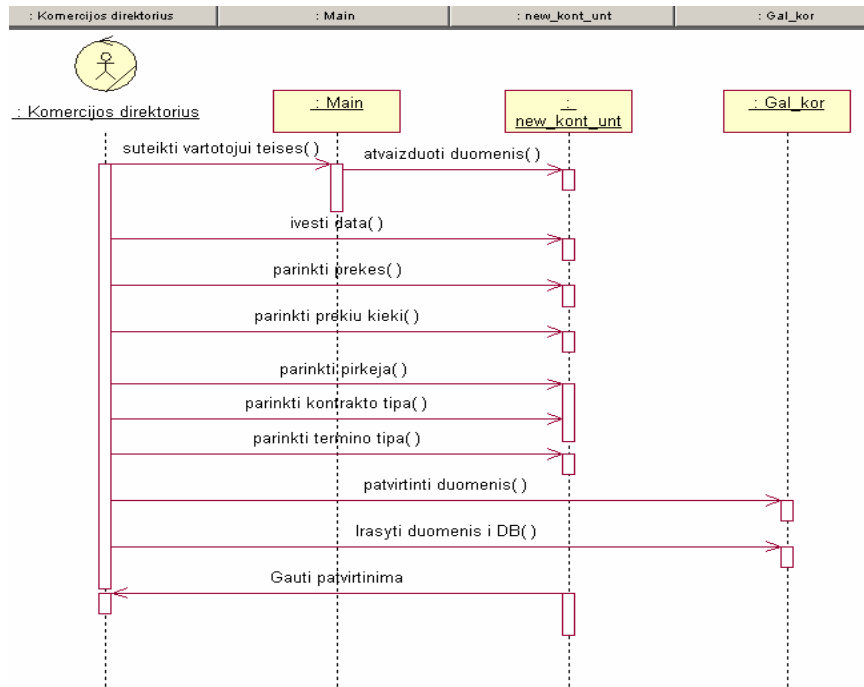 : Komercijos direktorius
: Main
: new_kont_unt
: Gal_kor
: Komercijos direktorius
: Main
:
new_kont_unt
: Gal_kor
suteikti vartotojui teises( )
atvaizduoti duomenis( )
ivesti data( )
parinkti prekes( )
parinkti prekiu kieki( )
parinkti pirkeja( )
parinkti kontrakto tipa( )
parinkti termino tipa( )
patvirtinti duomenis( )
Irasyti duomenis i DB( )
Gauti patvirtinima